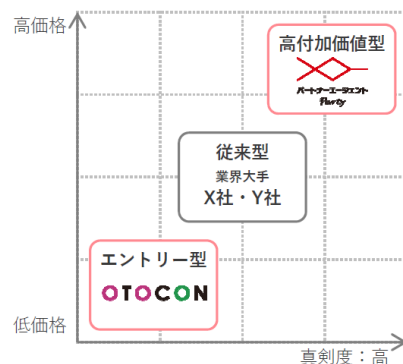 高価格
高付加価値型
パートナーエージェント
Party
従来型
業界大手
X社・Y社
エントリー型
OTOCON
低価格
真剣度：高